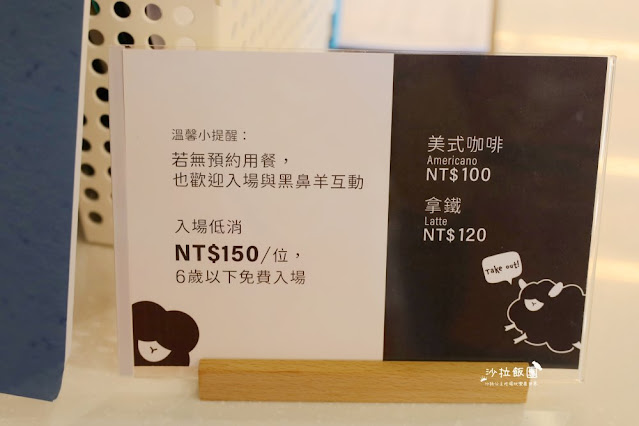 溫馨小提醒：
若無預約用餐，
也歡迎入場與黑鼻羊互動
入場低消
NT$150/位，
6歲以下免費入場
美式咖啡
Americano
NT$100
拿鐵
Latte
NT$120
Take out!
沙拉飯團